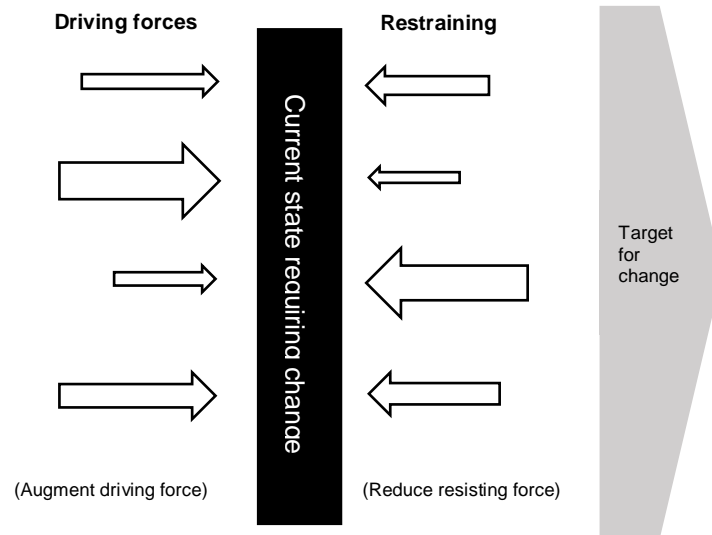 Driving forces
Restraining
Current state requiring change
Target
for
change
(Augment driving force)
(Reduce resisting force)